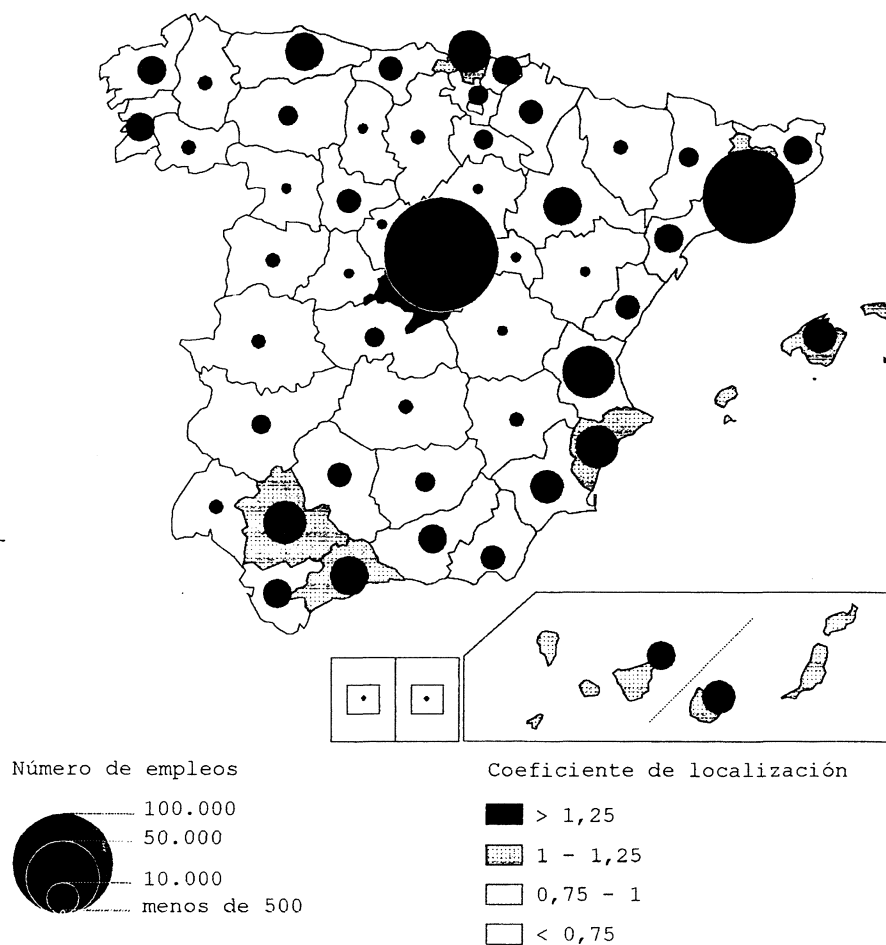 Número de empleos
100.000
50.000
10.000
menos de 500
Coeficiente de localización
> 1,25
1 - 1,25
0,75 - 1
< 0,75